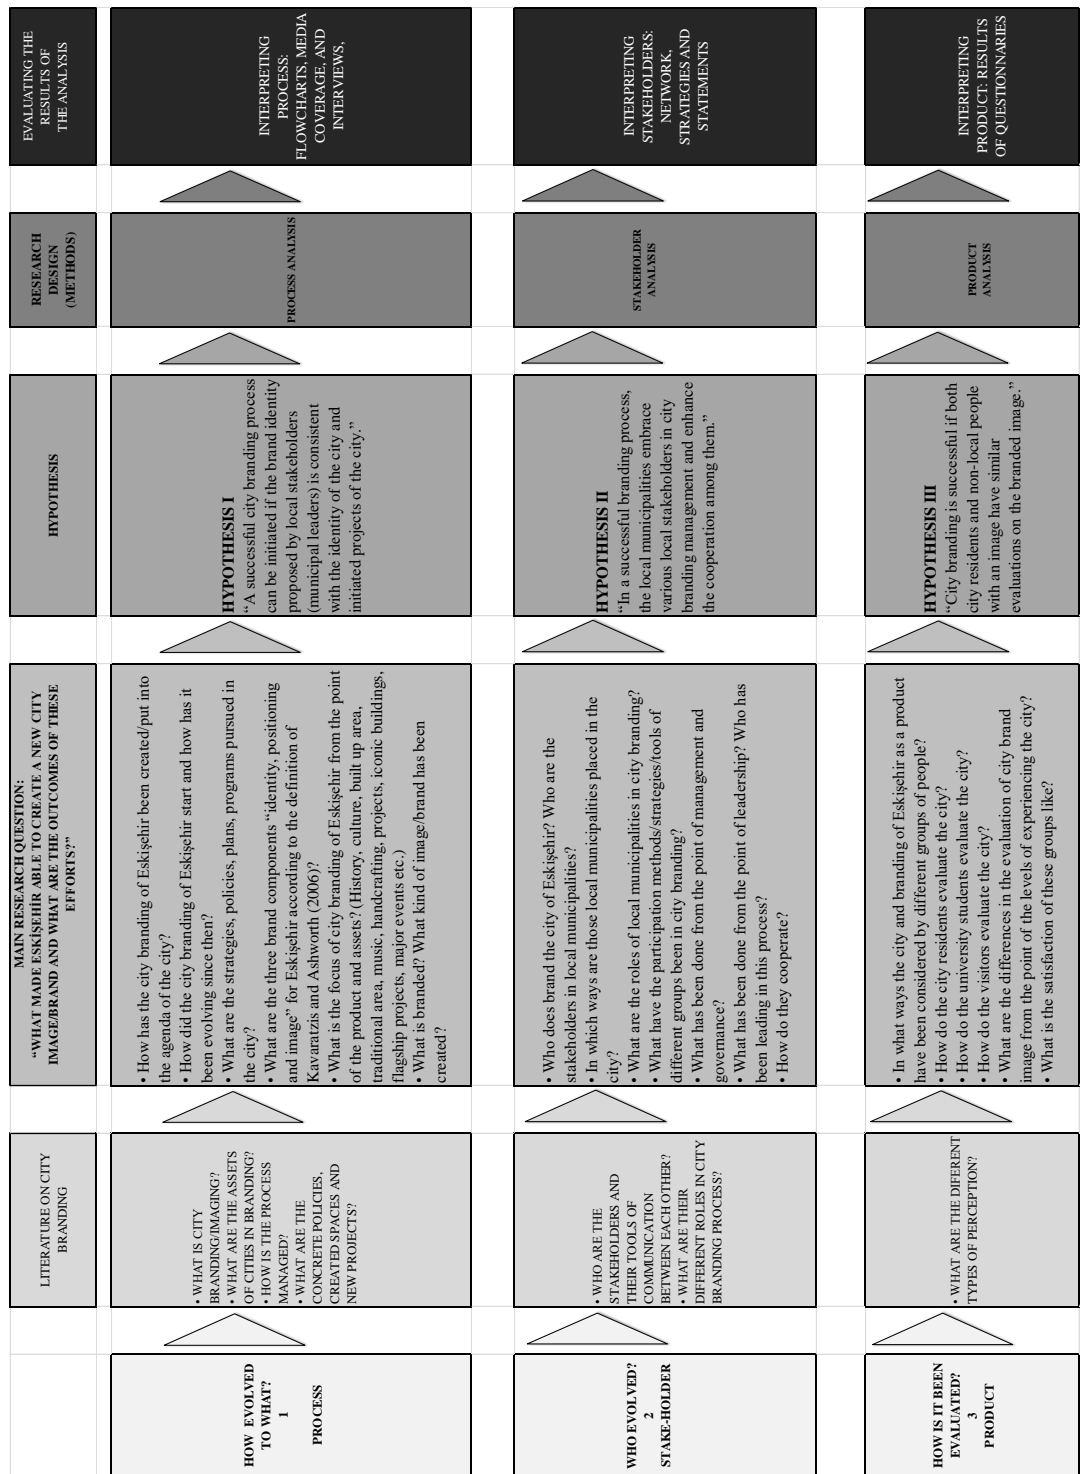 LITERATURE ON CITY
BRANDING
MAIN RESEARCH QUESTION:
“WHAT MADE ESKİŞEHİR ABLE TO CREATE A NEW CITY
IMAGE/BRAND AND WHAT ARE THE OUTCOMES OF THESE
EFFORTS?”
HYPOTHESIS
RESEARCH
DESIGN
(METHODS)
EVALUATING THE
RESULTS OF
THE ANALYSIS
HOW EVOLVED
TO WHAT?
1
PROCESS
• WHAT IS CITY
BRANDING/IMAGING?
• WHAT ARE THE ASSETS
OF CITIES IN BRANDING?
• HOW IS THE PROCESS
MANAGED?
• WHAT ARE THE
CONCRETE POLICIES,
CREATED SPACES AND
NEW PROJECTS?
• How has the city branding of Eskişehir been created/put into
the agenda of the city?
• How did the city branding of Eskişehir start and how has it
been evolving since then?
• What are the strategies, policies, plans, programs pursued in
the city?
• What are the three brand components “identity, positioning
and image” for Eskişehir according to the definition of
Kavaratzis and Ashworth (2006)?
• What is the focus of city branding of Eskişehir from the point
of the product and assets? (History, culture, built up area,
traditional area, music, handcrafting, projects, iconic buildings,
flagship projects, major events etc.)
• What is branded? What kind of image/brand has been
created?
HYPOTHESIS I
“A successful city branding process
can be initiated if the brand identity
proposed by local stakeholders
(municipal leaders) is consistent
with the identity of the city and
initiated projects of the city.”
PROCESS ANALYSIS
INTERPRETING
PROCESS:
FLOWCHARTS, MEDIA
COVERAGE, AND
INTERVIEWS,
WHO EVOLVED?
2
STAKE-HOLDER
• WHO ARE THE
STAKEHOLDERS AND
THEIR TOOLS OF
COMMUNICATION
BETWEEN EACH OTHER?
• WHAT ARE THEIR
DIFFERENT ROLES IN CITY
BRANDING PROCESS?
• Who does brand the city of Eskişehir? Who are the
stakeholders in local municipalities?
• In which ways are those local municipalities placed in the
city?
• What are the roles of local municipalities in city branding?
• What have the participation methods/strategies/tools of
different groups been in city branding?
• What has been done from the point of management and
governance?
• What has been done from the point of leadership? Who has
been leading in this process?
• How do they cooperate?
HYPOTHESIS II
“In a successful branding process,
the local municipalities embrace
various local stakeholders in city
branding management and enhance
the cooperation among them.”
STAKEHOLDER
ANALYSIS
INTERPRETING
STAKEHOLDERS:
NETWORK,
STRATEGIES AND
STATEMENTS
HOW IS IT BEEN
EVALUATED?
3
PRODUCT
• WHAT ARE THE DIFERENT
TYPES OF PERCEPTION?
• In what ways the city and branding of Eskişehir as a product
have been considered by different groups of people?
• How do the city residents evaluate the city?
• How do the university students evaluate the city?
• How do the visitors evaluate the city?
• What are the differences in the evaluation of city brand
image from the point of the levels of experiencing the city?
• What is the satisfaction of these groups like?
HYPOTHESIS III
“City branding is successful if both
city residents and non-local people
with an image have similar
evaluations on the branded image.”
PRODUCT
ANALYSIS
INTERPRETING
PRODUCT: RESULTS
OF QUESTIONNARIES